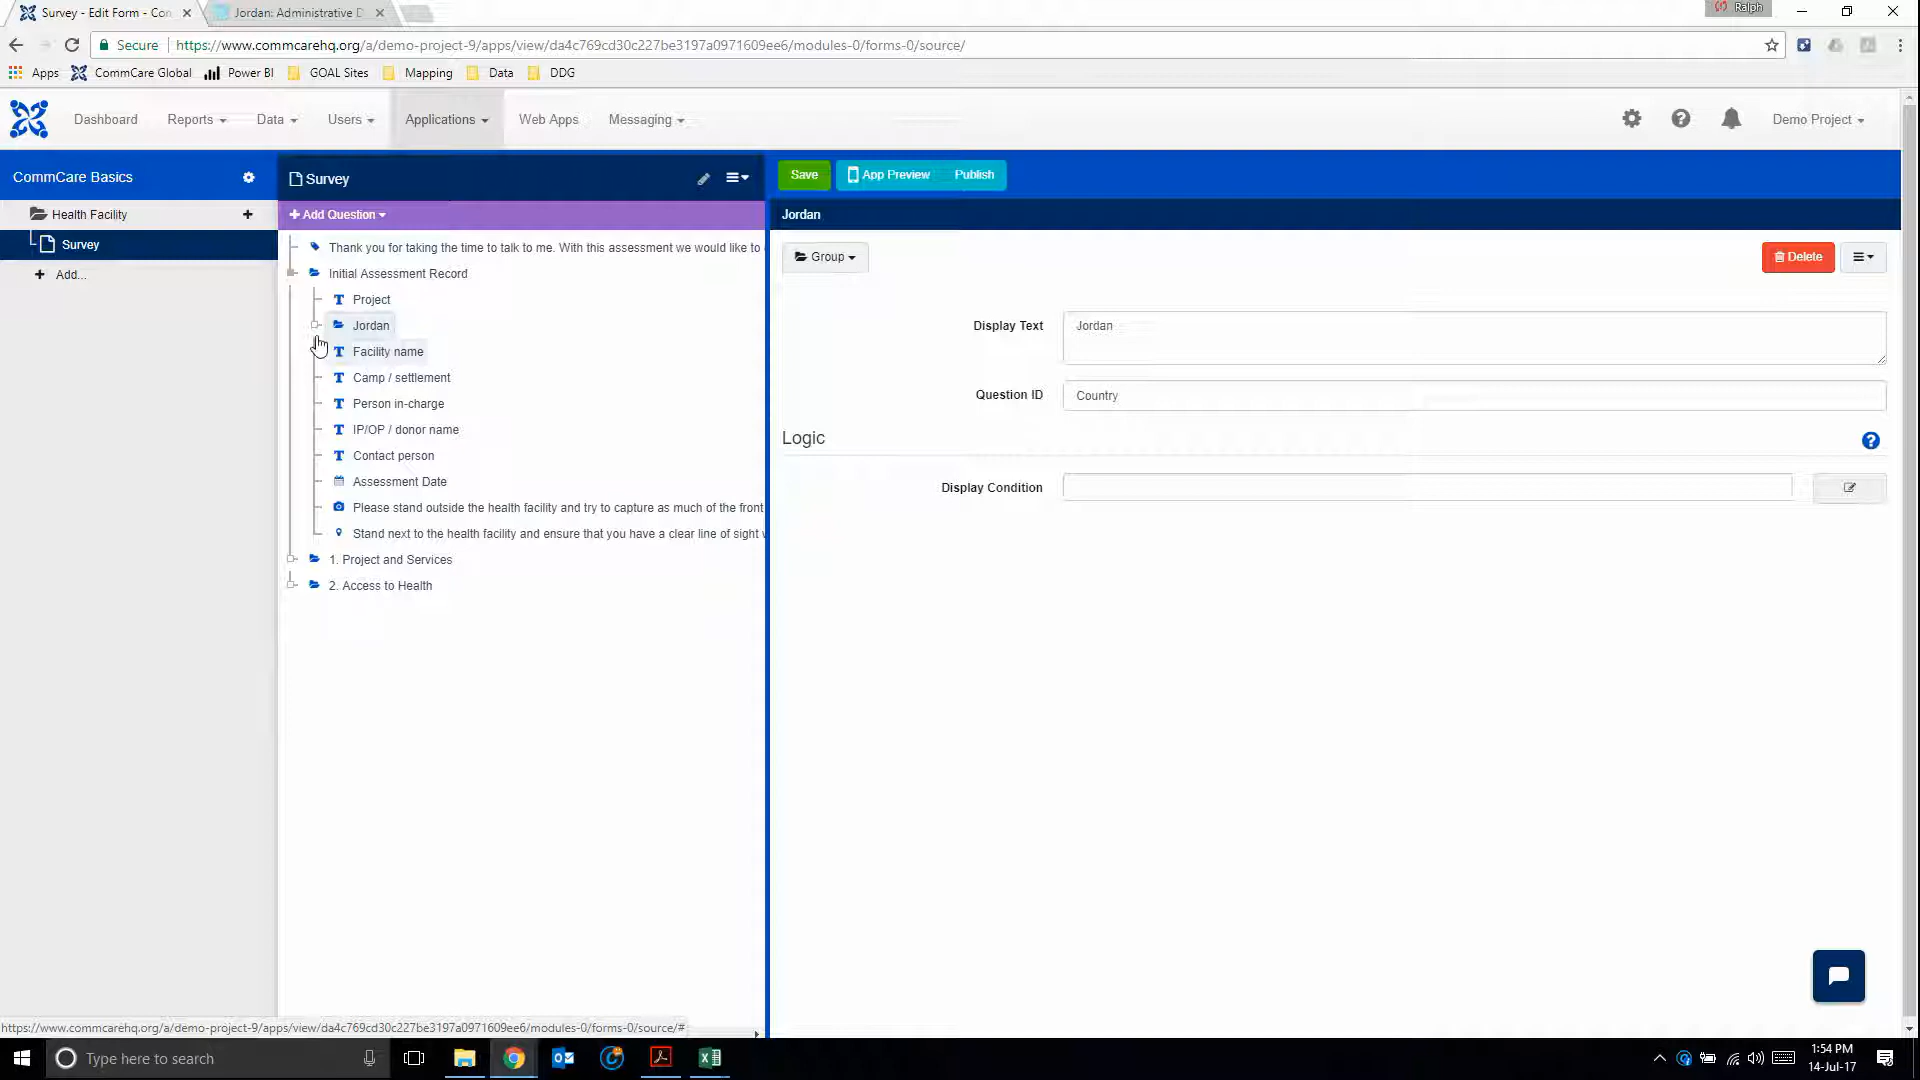 Survey - Edit Form - Con
Jordan: Administrative D
Ralph
Secure
https://www.commcarehq.org/a/demo-project-9/apps/view/da4c769cd30c227be3197a0971609ee6/modules-0/forms-0/source/
Apps CommCare Global Power BI GOAL Sites Mapping Data DDG
Dashboard Reports Data Users Applications Web Apps Messaging Demo Project
CommCare Basics
Survey
Save App Preview Publish
Health Facility
Add Question
Jordan
Survey
Add...
Thank you for taking the time to talk to me. With this assessment we would like to
Group
Delete
Initial Assessment Record
Project
Jordan
Display Text Jordan
Facility name
Camp / settlement
Question ID Country
Person in-charge
IP/OP / donor name
Logic
Contact person
Assessment Date
Display Condition
Please stand outside the health facility and try to capture as much of the front
Stand next to the health facility and ensure that you have a clear line of sight
1. Project and Services
2. Access to Health
https://www.commcarehq.org/a/demo-project-9/apps/view/da4c769cd30c227be3197a0971609ee6/modules-0/forms-0/source/#
Type here to search
1:54 PM
14-Jul-17